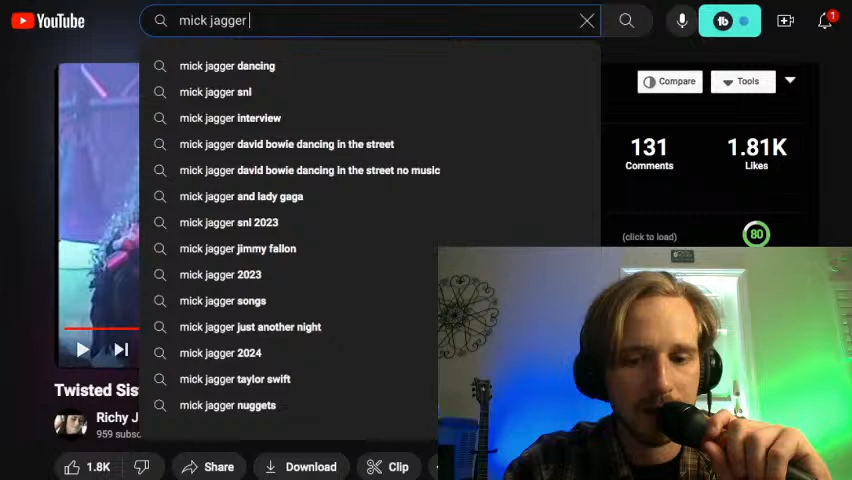 YouTube
mick jagger
1
mick jagger dancing
mick jagger snl
mick jagger interview
mick jagger david bowie dancing in the street
mick jagger david bowie dancing in the street no music
mick jagger and lady gaga
mick jagger snl 2023
mick jagger jimmy fallon
mick jagger 2023
mick jagger songs
mick jagger just another night
mick jagger 2024
mick jagger taylor swift
mick jagger nuggets
Compare
Tools
131
1.81K
Comments
Likes
(click to load)
80
Twisted Sis
Richy J
959 subsc
1.8K
Share
Download
Clip